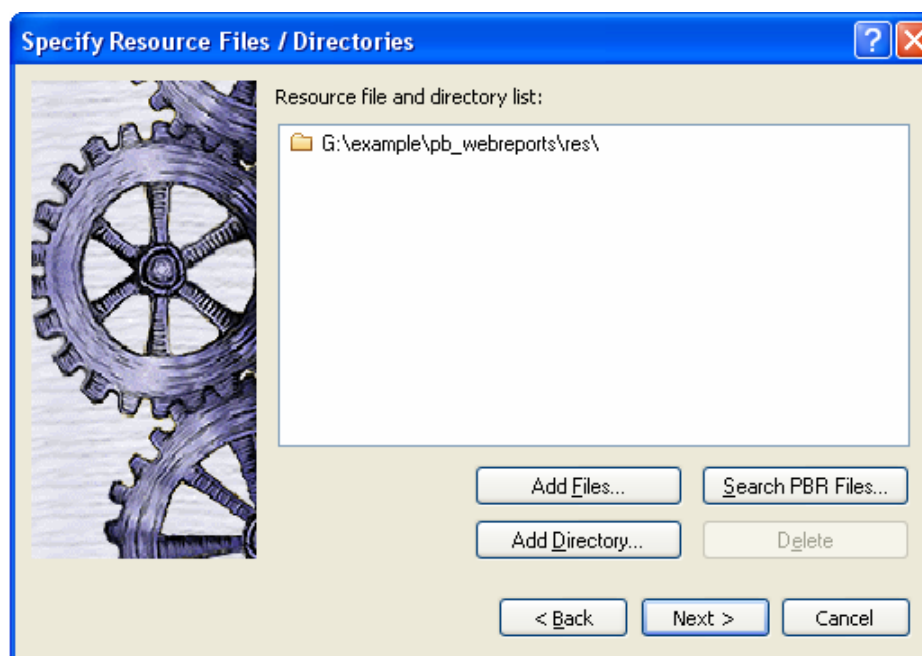 Specify Resource Files / Directories
Resource file and directory list:
G:\example\pb_webreports\res\
Add Files... Search PBR Files...
Add Directory... Delete
< Back Next > Cancel